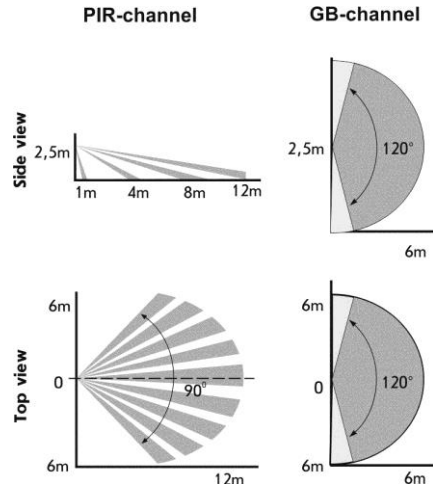 PIR-channel
GB-channel
Side view
2,5m
1m
4m
8m
12m
2,5m
120°
6m
Top view
6m
0
6m
90°
12m
6m
0
6m
120°
6m